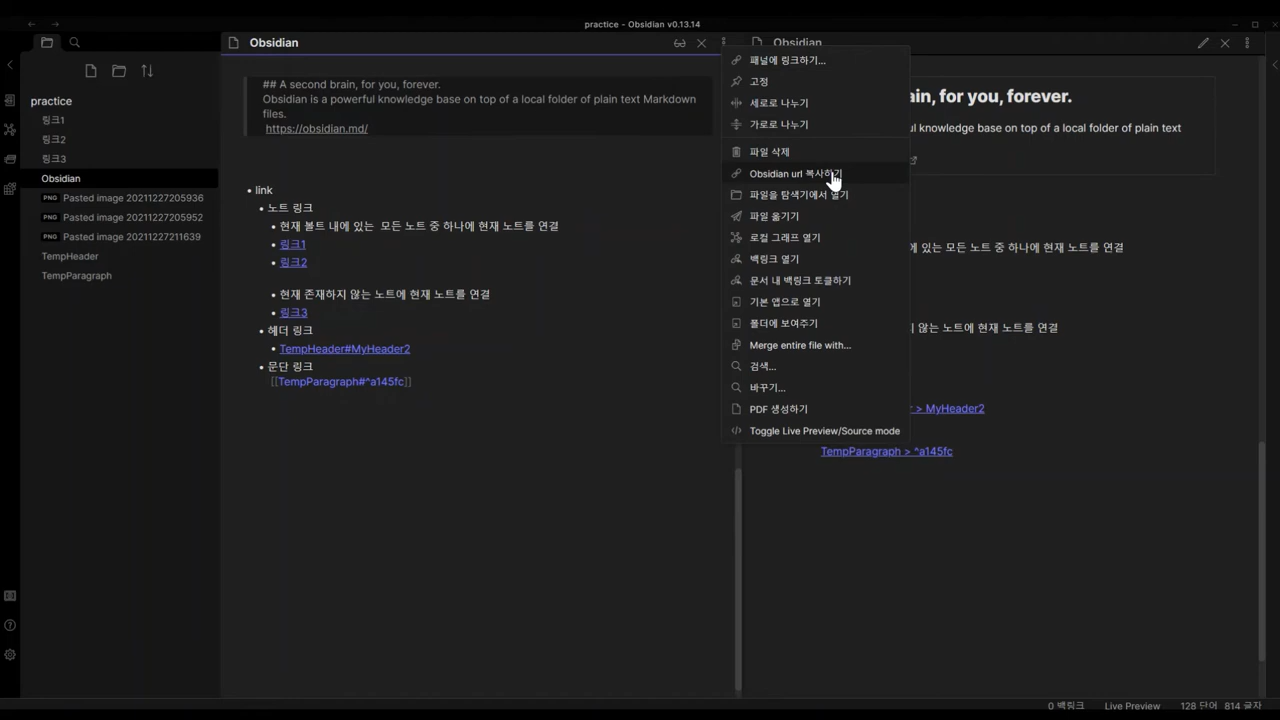 practice - Obsidian v0.13.14
practice
링크1
링크2
링크3
Obsidian
PNG Pasted image 20211227205936
PNG Pasted image 20211227205952
PNG Pasted image 20211227211639
TempHeader
TempParagraph
Obsidian
## A second brain, for you, forever.
Obsidian is a powerful knowledge base on top of a local folder of plain text Markdown
files.
https://obsidian.md/
link
노트 링크
현재 볼트 내에 있는 모든 노트 중 하나에 현재 노트를 연결
링크1
링크2
현재 존재하지 않는 노트에 현재 노트를 연결
링크3
헤더 링크
TempHeader#MyHeader2
문단 링크
[[TempParagraph#^a145fc]]
패널에 링크하기...
고정
세로로 나누기
가로로 나누기
파일 삭제
Obsidian url 복사하기
파일을 탐색기에서 열기
파일 옮기기
로컬 그래프 열기
백링크 열기
문서 내 백링크 토클하기
기본 앱으로 열기
폴더에 보여주기
Merge entire file with...
검색...
바꾸기...
PDF 생성하기
Toggle Live Preview/Source mode
Obsidian
ain, for you, forever.
ul knowledge base on top of a local folder of plain text
에 있는 모든 노트 중 하나에 현재 노트를 연결
지 않는 노트에 현재 노트를 연결
> MyHeader2
TempParagraph > ^a145fc
0 백링크
Live Preview
128 단어 814 글자